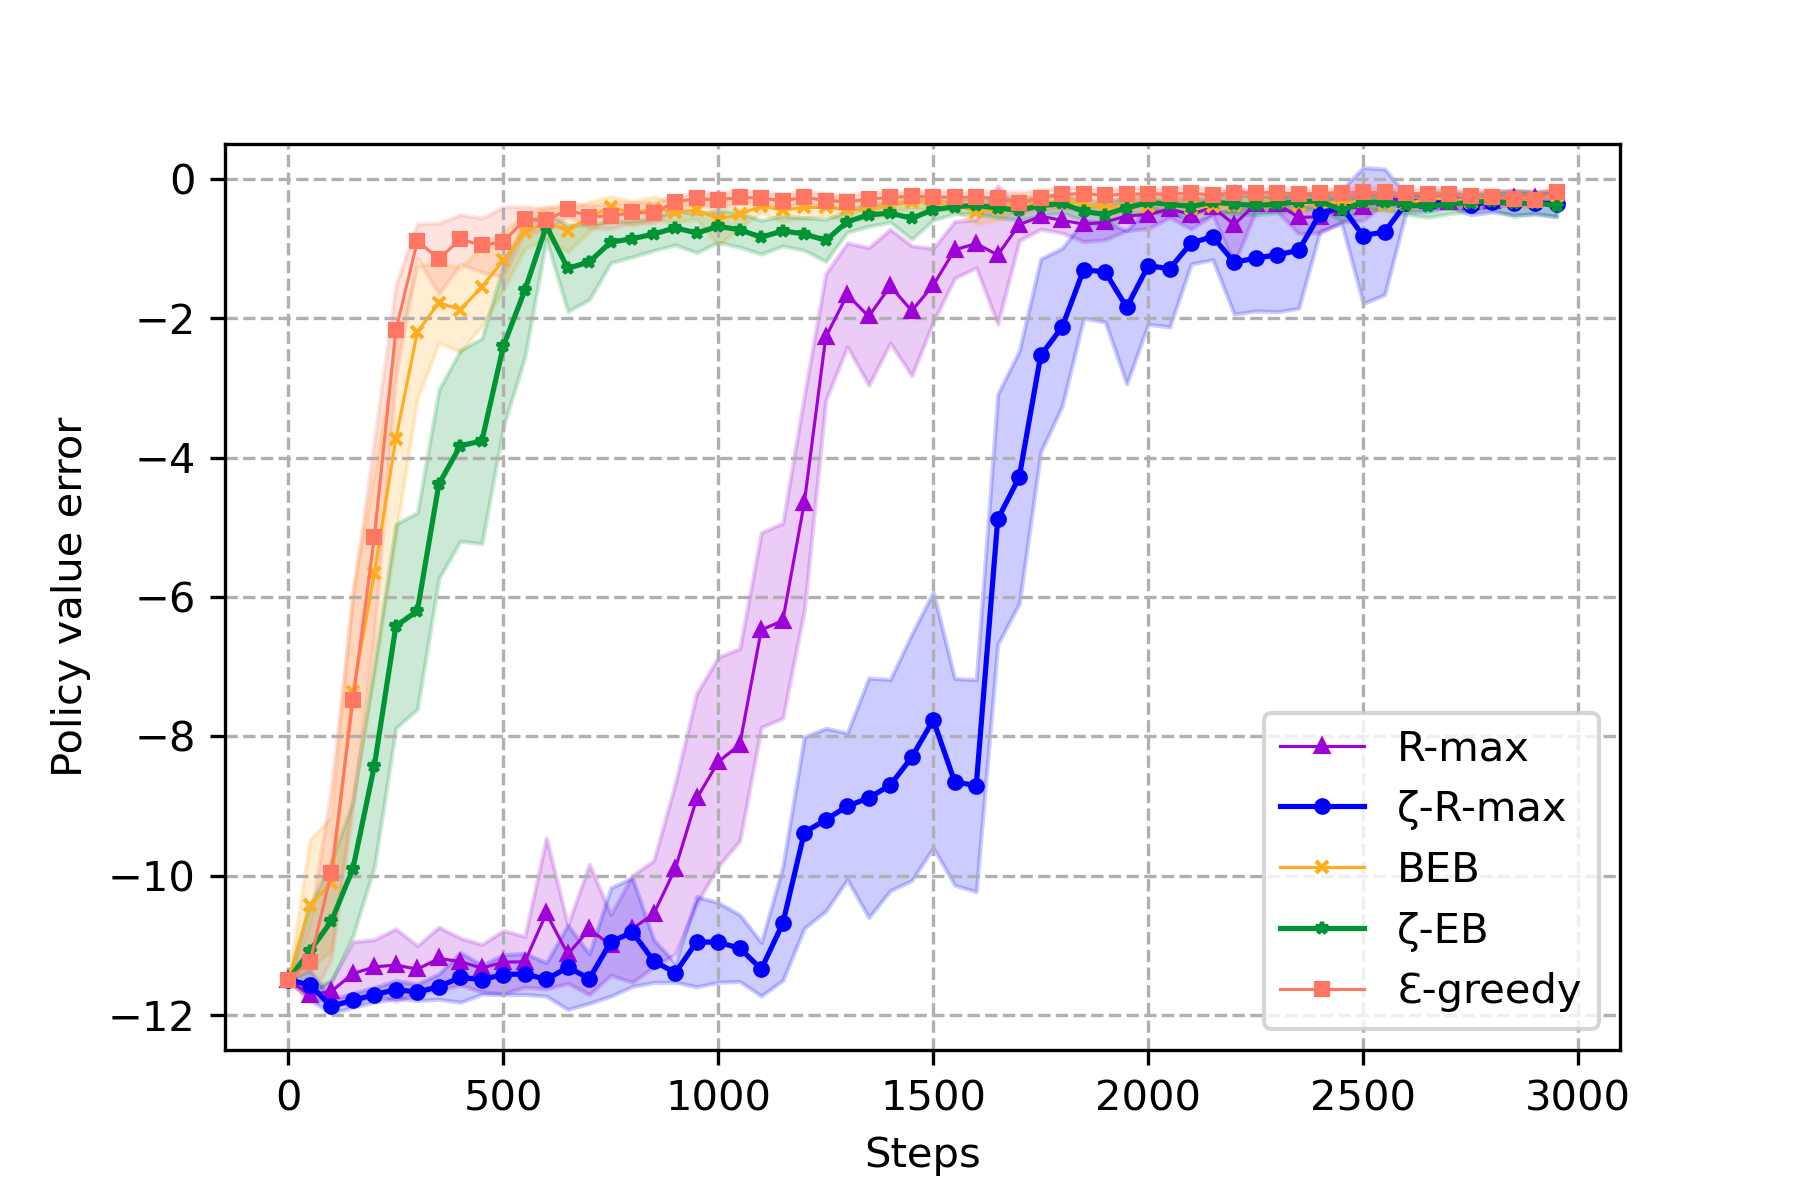 0
−2
−4
−6
−8
−10
−12
Policy value error
0 500 1000 1500 2000 2500 3000
Steps
R-max
ζ-R-max
BEB
ζ-EB
Ɛ-greedy